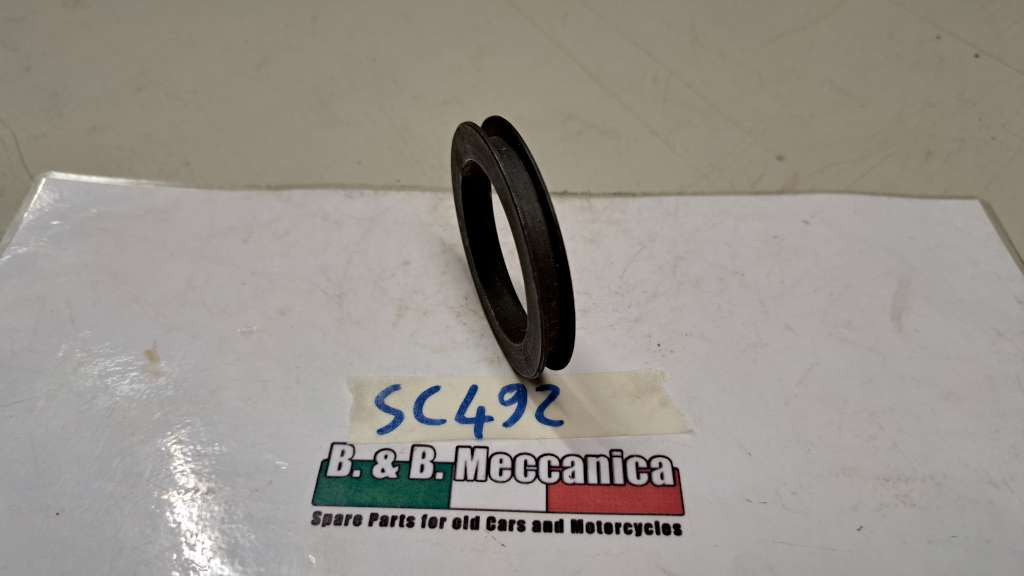 SC492
B. & B. Meccanica
Spare Parts for old Cars and Motorcycles